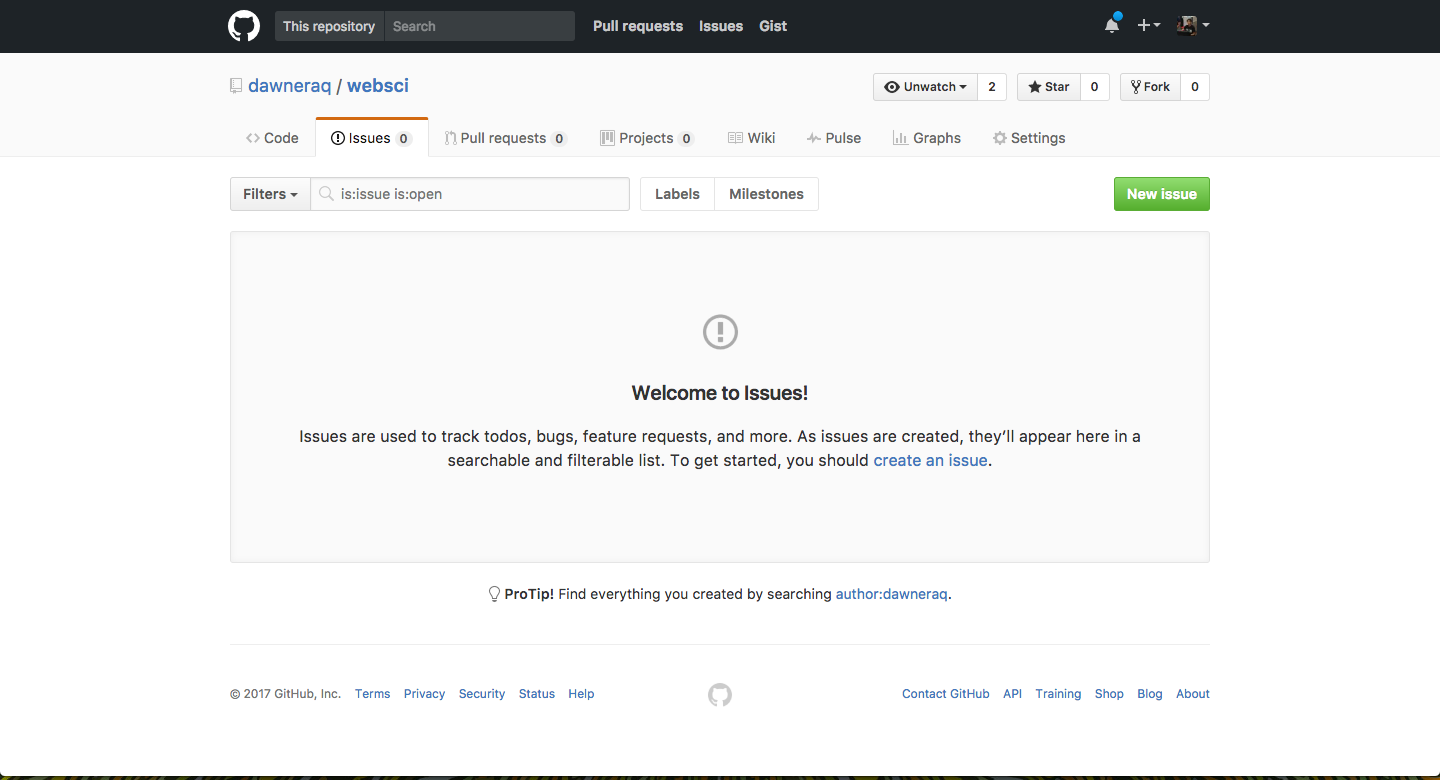 This repository Search Pull requests Issues Gist
dawneraq / websci Unwatch 2 Star 0 Fork 0
Code Issues 0 Pull requests 0 Projects 0 Wiki Pulse Graphs Settings
Filters is:issue is:open Labels Milestones New issue
Welcome to Issues!
Issues are used to track todos, bugs, feature requests, and more. As issues are created, they’ll appear here in a
searchable and filterable list. To get started, you should create an issue.
ProTip! Find everything you created by searching author:dawneraq.
© 2017 GitHub, Inc. Terms Privacy Security Status Help Contact GitHub API Training Shop Blog About